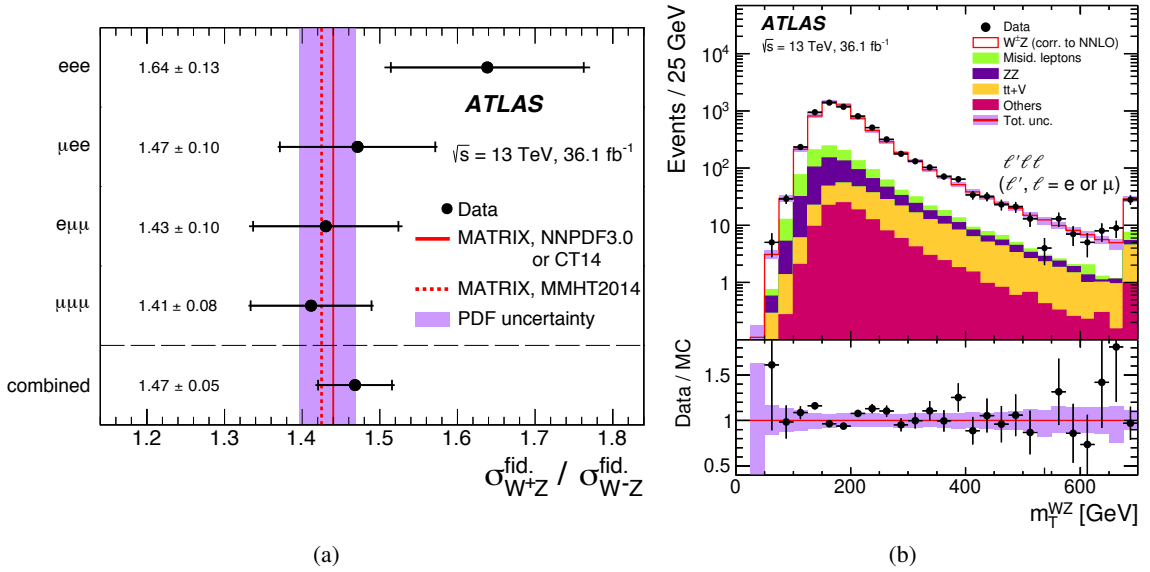 eee 1.64 ± 0.13
ATLAS
μee 1.47 ± 0.10
√s = 13 TeV, 36.1 fb⁻¹
Data
eμμ 1.43 ± 0.10
MATRIX, NNPDF3.0
or CT14
MATRIX, MMHT2014
μμμ 1.41 ± 0.08
PDF uncertainty
combined 1.47 ± 0.05
1.2 1.3 1.4 1.5 1.6 1.7 1.8
σ^fid._W⁺Z / σ^fid._W⁻Z
(a)
Events / 25 GeV
10⁴
10³
10²
10
1
ATLAS
√s = 13 TeV, 36.1 fb⁻¹
Data
W±Z (corr. to NNLO)
Misid. leptons
ZZ
tt+V
Others
Tot. unc.
ℓ'ℓℓ
(ℓ', ℓ = e or μ)
Data / MC
1.5
1
0.5
0 200 400 600
m_T^WZ [GeV]
(b)